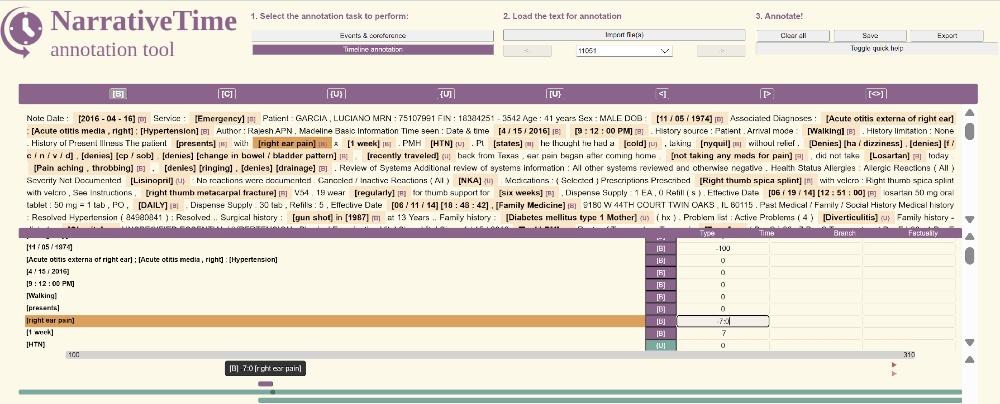 NarrativeTime
annotation tool
1. Select the annotation task to perform:
Events & coreference
Timeline annotation
2. Load the text for annotation
Import file(s)
<- 11051 ->
3. Annotate!
Clear all Save Export
Toggle quick help
[B] [C] {U} {U] [U} <] [> [<>]
Note Date : [2016 - 04 - 16] [B] Service : [Emergency] [B] Patient : GARCIA , LUCIANO MRN : 75107991 FIN : 18384251 - 3542 Age : 41 years Sex : MALE DOB : [11 / 05 / 1974] [B] Associated Diagnoses : [Acute otitis externa of right ear]
; [Acute otitis media , right] ; [Hypertension] [B] Author : Rajesh APN , Madeline Basic Information Time seen : Date & time [4 / 15 / 2016] [B] [9 : 12 : 00 PM] [B] . History source : Patient . Arrival mode : [Walking] [B] . History limitation : None
. History of Present Illness The patient [presents] [B] with [right ear pain] [B] x [1 week] [B] . PMH [HTN] {U} . Pt [states] [B] he thought he had a [cold] {U} , taking [nyquil] [B] without relief . [Denies] [ha / dizziness] , [denies] [f /
c / n / v / d] , [denies] [cp / sob] , [denies] [change in bowel / bladder pattern] [B] , [recently traveled] {U} back from Texas , ear pain began after coming home , [not taking any meds for pain] [B] , did not take [Losartan] [B] today .
[Pain aching , throbbing] [B] , [denies] [ringing] , [denies] [drainage] [B] . Review of Systems Additional review of systems information : All other systems reviewed and otherwise negative . Health Status Allergies : Allergic Reactions ( All )
Severity Not Documented [Lisinopril] {U} : No reactions were documented . Canceled / Inactive Reactions ( All ) [NKA] {U} . Medications : ( Selected ) Prescriptions Prescribed [Right thumb spica splint] [B] with velcro : Right thumb spica splint
with velcro , See Instructions , [right thumb metacarpal fracture] [B] V54 . 19 wear [regularly] [B] for thumb support for [six weeks] [B] , Dispense Supply : 1 EA , 0 Refill ( s ) , Effective Date [06 / 19 / 14] [12 : 51 : 00] [B] losartan 50 mg oral
tablet : 50 mg = 1 tab , PO , [DAILY] [B] , Dispense Supply : 30 tab , Refills : 5 , Effective Date [06 / 11 / 14] [18 : 48 : 42] , [Family Medicine] [B] 9180 W 44TH COURT TWIN OAKS , IL 60115 . Past Medical / Family / Social History Medical history
: Resolved Hypertension ( 84980841 ) : Resolved .. Surgical history : [gun shot] in [1987] [B] at 13 Years .. Family history : [Diabetes mellitus type 1 Mother] {U} ( hx ) . Problem list : Active Problems ( 4 ) [Diverticulitis] {U} Family history -
Type Time Branch Factuality
[11 / 05 / 1974] [B] -100
[Acute otitis externa of right ear] ; [Acute otitis media , right] ; [Hypertension] [B] 0
[4 / 15 / 2016] [B] 0
[9 : 12 : 00 PM] [B] 0
[Walking] [B] 0
[presents] [B] 0
[right ear pain] [B] -7:0
[1 week] [B] -7
[HTN] {U} 0
-100 310
[B] -7:0 [right ear pain]